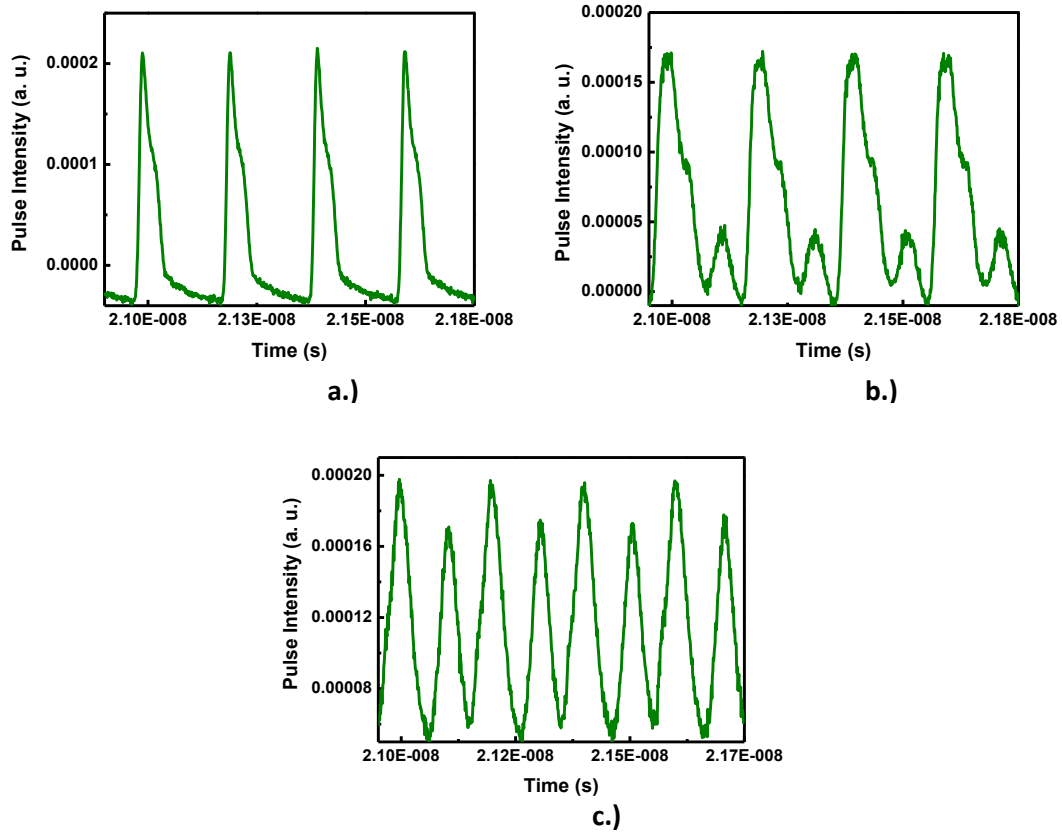 0.0002
0.0001
0.0000
Pulse Intensity (a. u.)
2.10E-008 2.13E-008 2.15E-008 2.18E-008
Time (s)
a.)
0.00020
0.00015
0.00010
0.00005
0.00000
Pulse Intensity (a. u.)
2.10E-008 2.13E-008 2.15E-008 2.18E-008
Time (s)
b.)
0.00020
0.00016
0.00012
0.00008
Pulse Intensity (a. u.)
2.10E-008 2.12E-008 2.15E-008 2.17E-008
Time (s)
c.)